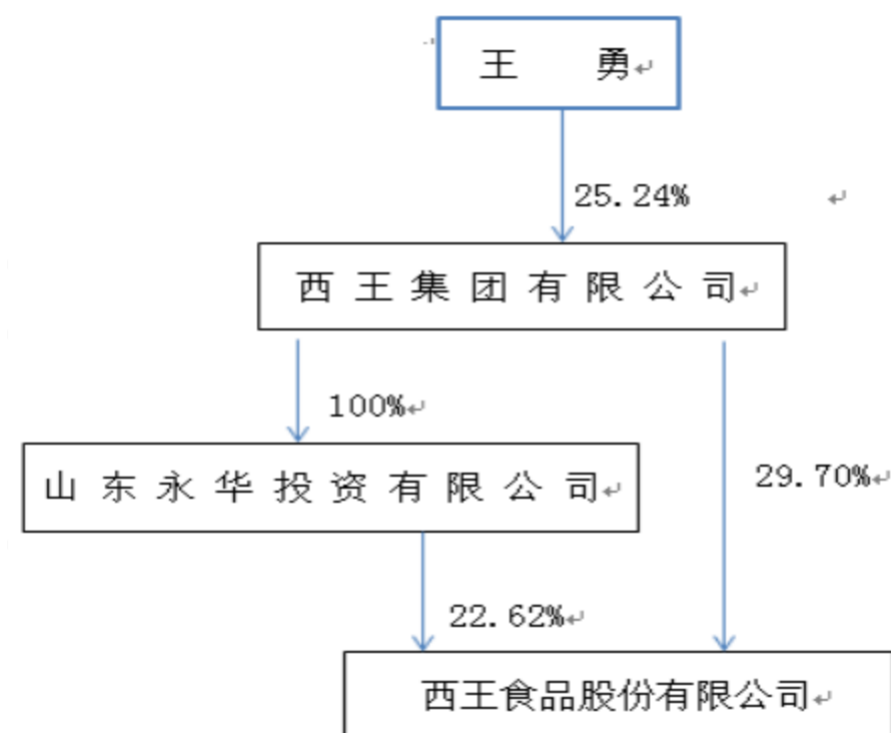 王 勇
25.24%
西王集团有限公司
100%
山东永华投资有限公司
29.70%
22.62%
西王食品股份有限公司